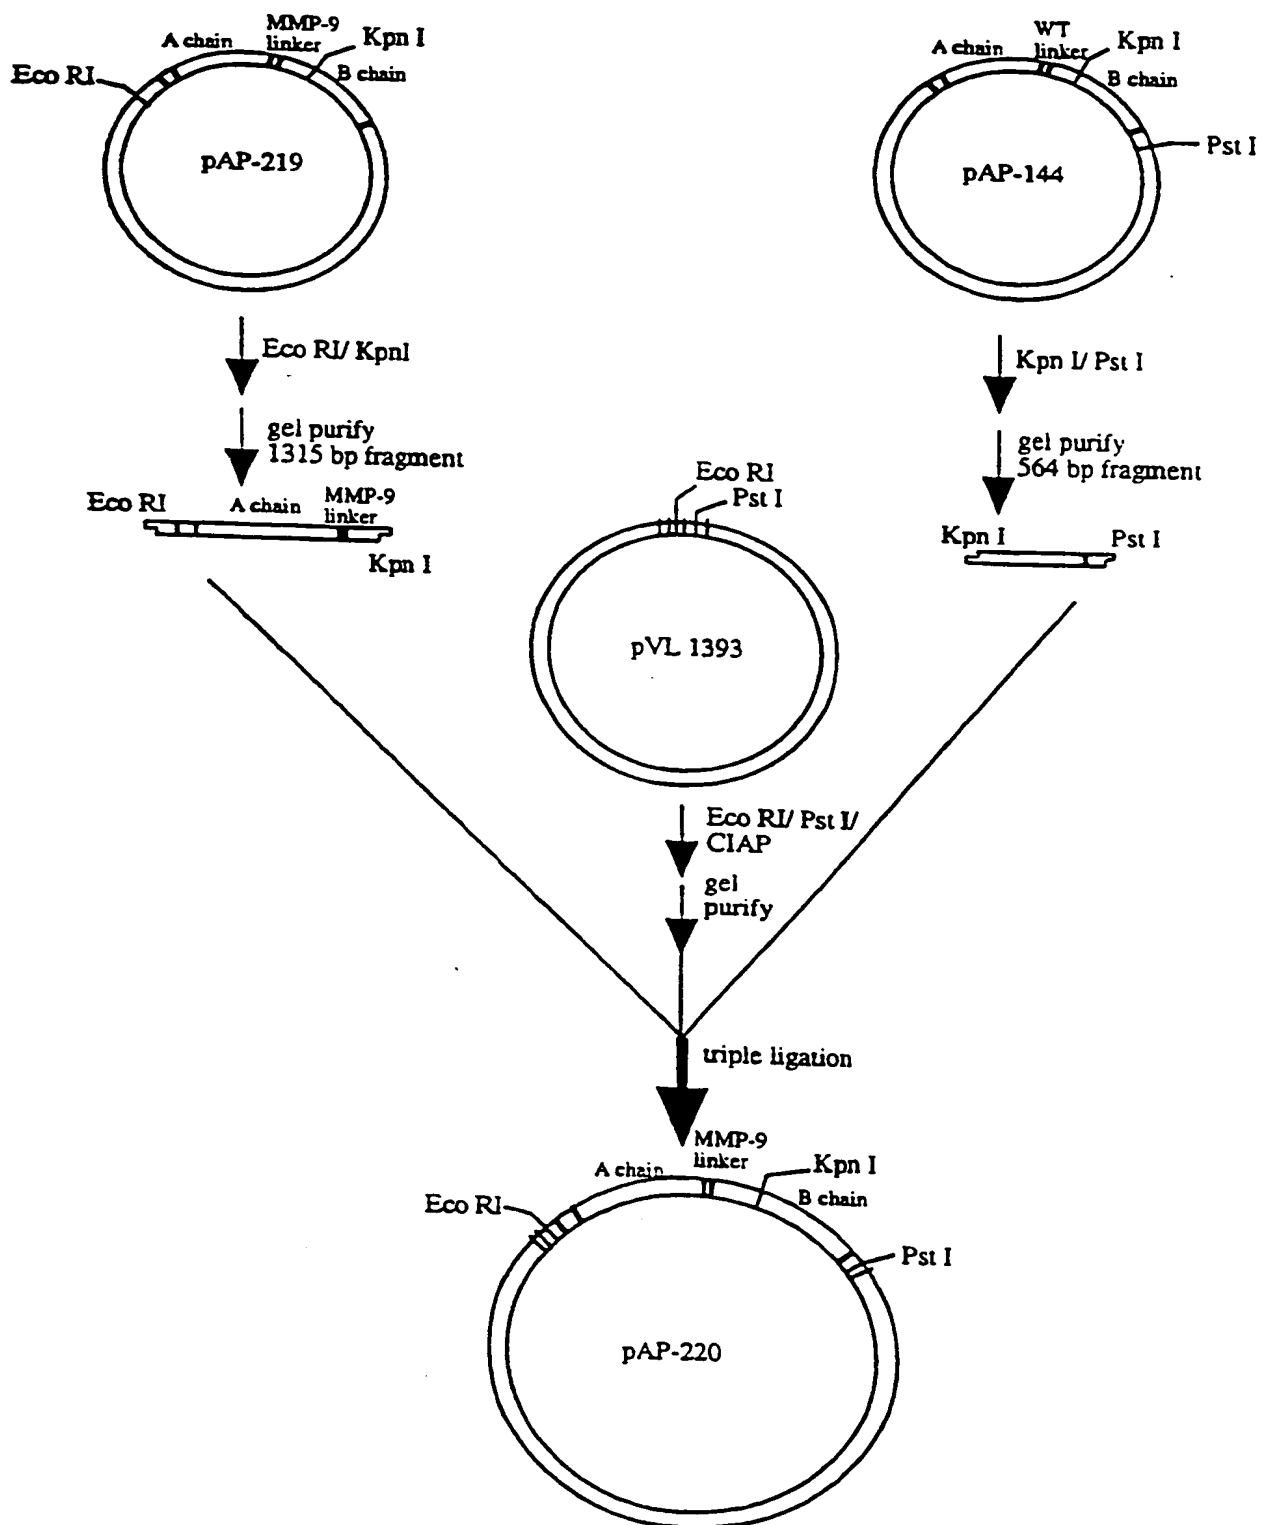 A chain
MMP-9
linker
Kpn I
Eco RI
B chain
pAP-219
A chain
WT
linker
Kpn I
B chain
Pst I
pAP-144
Eco RI/ KpnI
gel purify
1315 bp fragment
Kpn I/ Pst I
gel purify
564 bp fragment
Eco RI
A chain
MMP-9
linker
Kpn I
Eco RI
Pst I
Kpn I
Pst I
pVL 1393
Eco RI/ Pst I/
CIAP
gel
purify
triple ligation
MMP-9
linker
A chain
Kpn I
B chain
Eco RI
Pst I
pAP-220